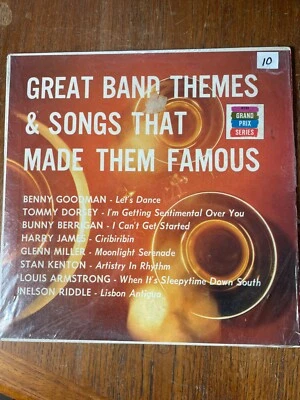 10
GREAT BAND THEMES
& SONGS THAT
MADE THEM FAMOUS
GRAND
PRIX
SERIES
BENNY GOODMAN - Let's Dance
TOMMY DORSEY - I'm Getting Sentimental Over You
BUNNY BERRIGAN - I Can't Get Started
HARRY JAMES - Ciribiribin
GLENN MILLER - Moonlight Serenade
STAN KENTON - Artistry In Rhythm
LOUIS ARMSTRONG - When It's Sleepytime Down South
NELSON RIDDLE - Lisbon Antigua